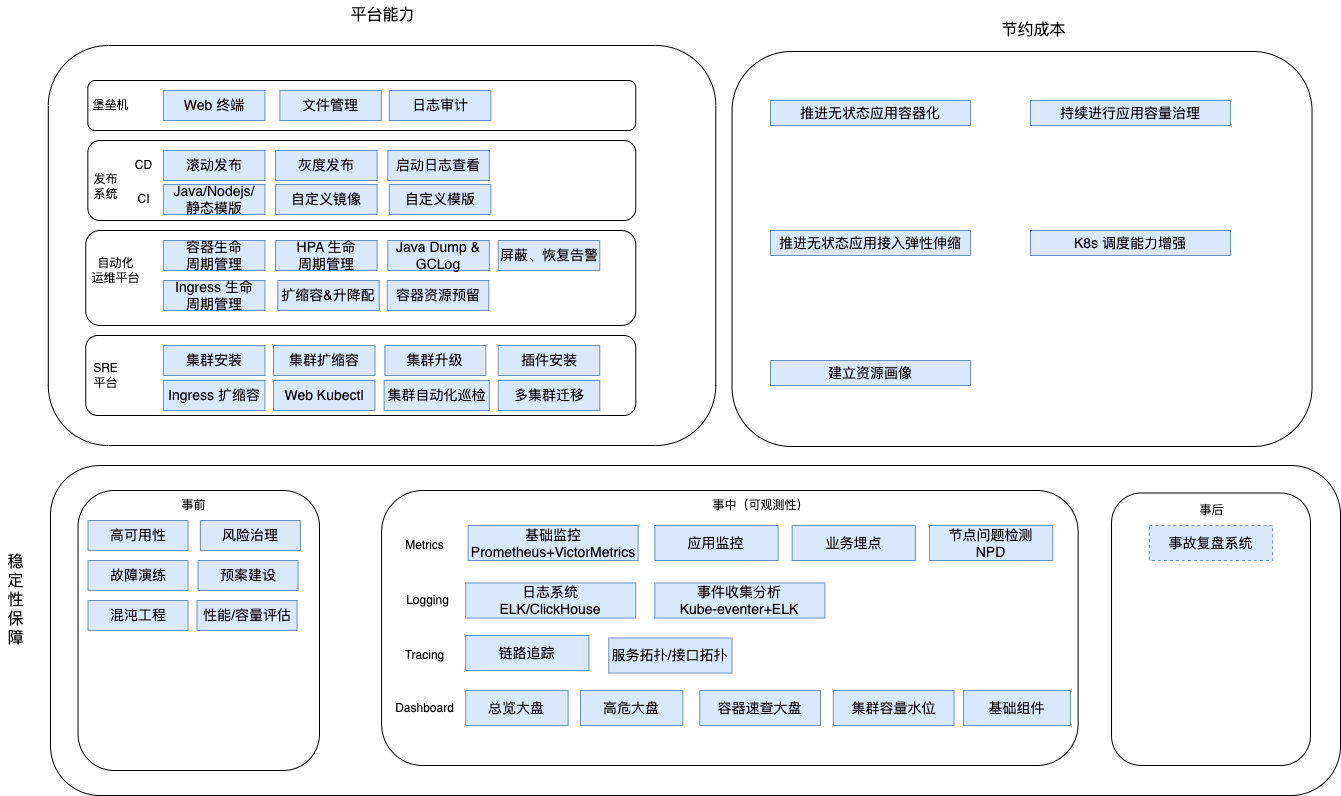 平台能力
堡垒机
Web 终端
文件管理
日志审计
发布
系统
CD
滚动发布
灰度发布
启动日志查看
CI
Java/Nodejs/
静态模版
自定义镜像
自定义模版
自动化
运维平台
容器生命
周期管理
HPA 生命
周期管理
Java Dump &
GCLog
屏蔽、恢复告警
Ingress 生命
周期管理
扩缩容&升降配
容器资源预留
SRE
平台
集群安装
集群扩缩容
集群升级
插件安装
Ingress 扩缩容
Web Kubectl
集群自动化巡检
多集群迁移
节约成本
推进无状态应用容器化
持续进行应用容量治理
推进无状态应用接入弹性伸缩
K8s 调度能力增强
建立资源画像
稳定性保障
事前
高可用性
风险治理
故障演练
预案建设
混沌工程
性能/容量评估
事中（可观测性）
Metrics
基础监控
Prometheus+VictorMetrics
应用监控
业务埋点
节点问题检测
NPD
Logging
日志系统
ELK/ClickHouse
事件收集分析
Kube-eventer+ELK
Tracing
链路追踪
服务拓扑/接口拓扑
Dashboard
总览大盘
高危大盘
容器速查大盘
集群容量水位
基础组件
事后
事故复盘系统